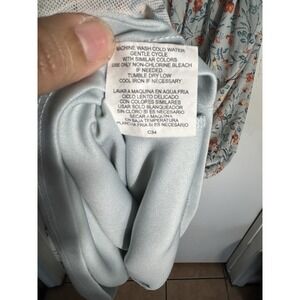 MACHINE WASH COLD WATER
GENTLE CYCLE
WITH SIMILAR COLORS
USE ONLY NON-CHLORINE BLEACH
IF NEEDED
TUMBLE DRY LOW
COOL IRON IF NECESSARY
LAVAR A MAQUINA EN AGUA FRIA
CICLO LENTO DELICADO
CON COLORES SIMILARES
USAR BLANQUEADOR
SIN CLORO SI ES NECESARIO
SECAR A MAQUINA
EN BAJA TEMPERATURA
PLANCHA FRIA SI ES NECESARIO
C34